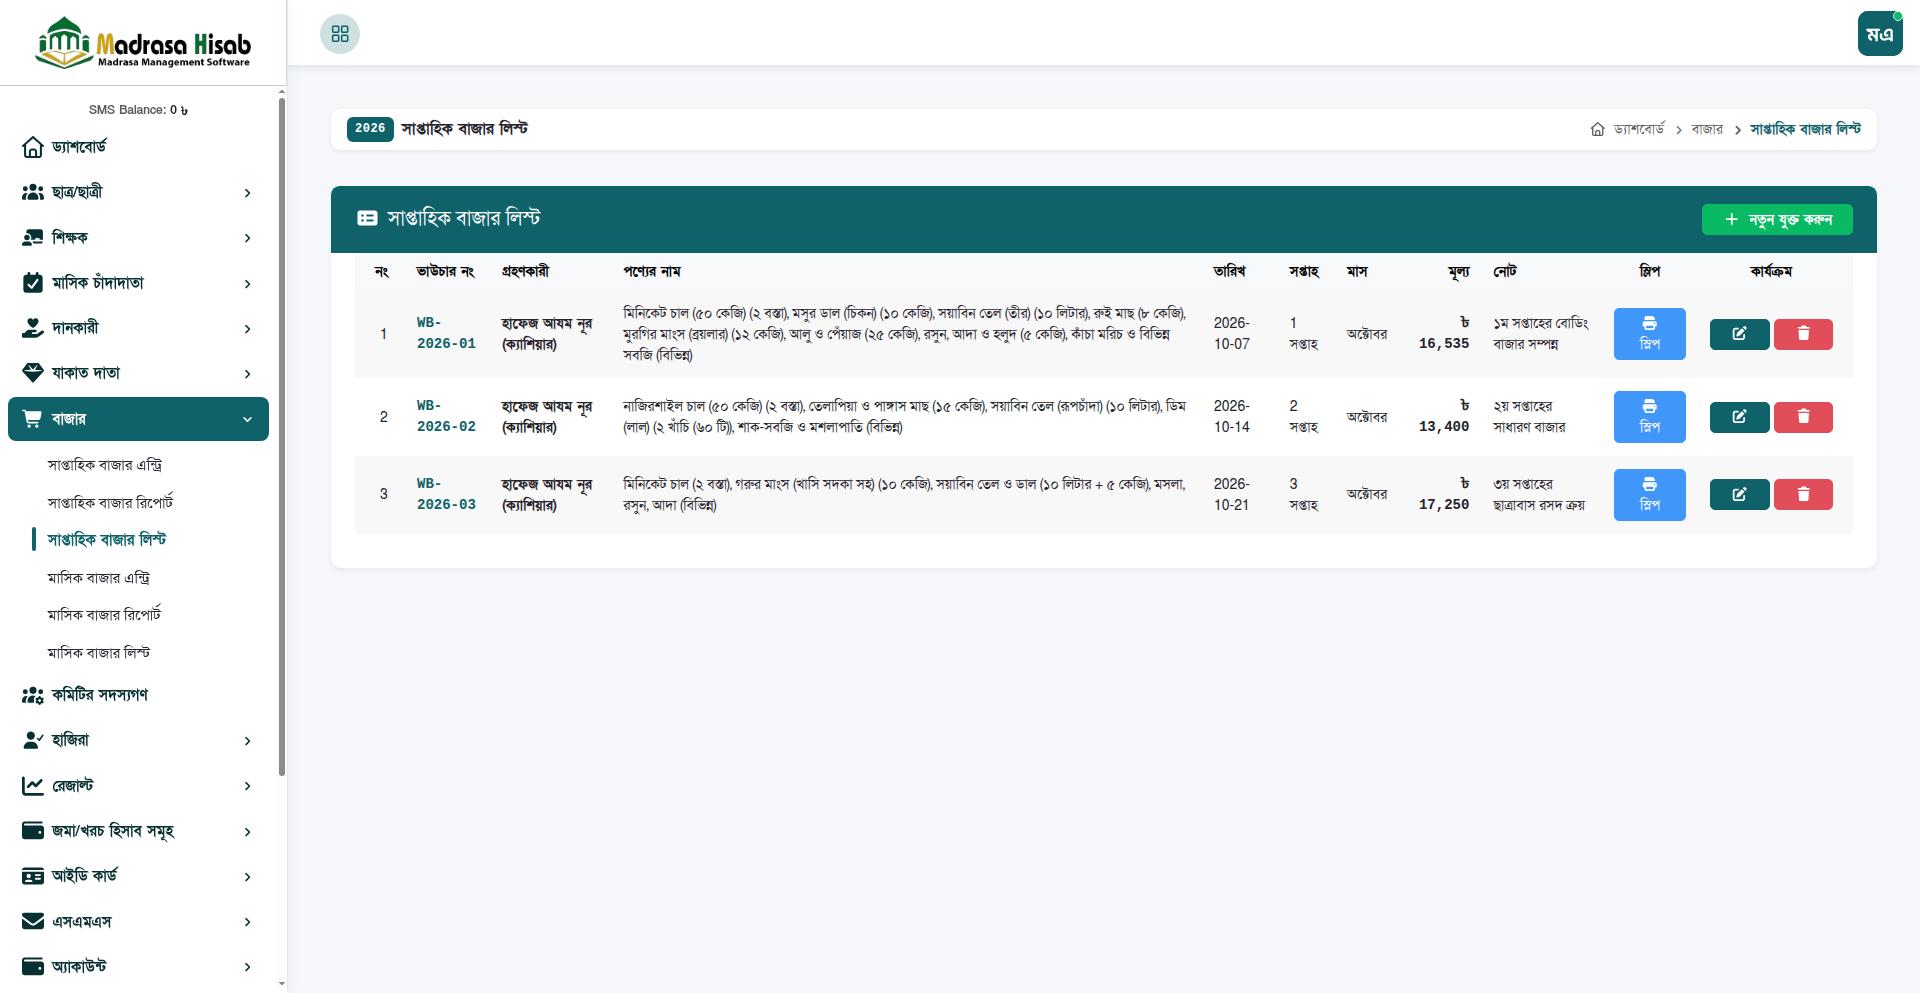 Madrasa Hisab
Madrasa Management Software
SMS Balance: 0 ৳
ড্যাশবোর্ড
ছাত্র/ছাত্রী
শিক্ষক
মাসিক চাঁদাদাতা
দানকারী
যাকাত দাতা
বাজার
সাপ্তাহিক বাজার এন্ট্রি
সাপ্তাহিক বাজার রিপোর্ট
সাপ্তাহিক বাজার লিস্ট
মাসিক বাজার এন্ট্রি
মাসিক বাজার রিপোর্ট
মাসিক বাজার লিস্ট
কমিটির সদস্যগণ
হাজিরা
রেজাল্ট
জমা/খরচ হিসাব সমূহ
আইডি কার্ড
এসএমএস
অ্যাকাউন্ট
মএ
2026 সাপ্তাহিক বাজার লিস্ট
ড্যাশবোর্ড > বাজার > সাপ্তাহিক বাজার লিস্ট
সাপ্তাহিক বাজার লিস্ট
+ নতুন যুক্ত করুন
নং ভাউচার নং গ্রহণকারী পণ্যের নাম তারিখ সপ্তাহ মাস মূল্য নোট স্লিপ কার্যক্রম
মিনিকেট চাল (৫০ কেজি) (২ বস্তা), মসুর ডাল (চিকন) (১০ কেজি), সয়াবিন তেল (তীর) (১০ লিটার), রুই মাছ (৮ কেজি),
WB- হাফেজ আযম নূর 2026- 1 ৳ ১ম সপ্তাহের বোডিং
1 মুরগির মাংস (ব্রয়লার) (১২ কেজি), আলু ও পেঁয়াজ (২৫ কেজি), রসুন, আদা ও হলুদ (৫ কেজি), কাঁচা মরিচ ও বিভিন্ন অক্টোবর
2026-01 (ক্যাশিয়ার) 10-07 সপ্তাহ 16,535 বাজার সম্পন্ন স্লিপ
সবজি (বিভিন্ন)
WB- হাফেজ আযম নূর নাজিরশাইল চাল (৫০ কেজি) (২ বস্তা), তেলাপিয়া ও পাঙ্গাস মাছ (১৫ কেজি), সয়াবিন তেল (রূপচাঁদা) (১০ লিটার), ডিম 2026- 2 ৳ ২য় সপ্তাহের
2 অক্টোবর
2026-02 (ক্যাশিয়ার) (লাল) (২ খাঁচি (৬০ টি)), শাক-সবজি ও মশলাপাতি (বিভিন্ন) 10-14 সপ্তাহ 13,400 সাধারণ বাজার স্লিপ
WB- হাফেজ আযম নূর মিনিকেট চাল (২ বস্তা), গরুর মাংস (খাসি সদকা সহ) (১০ কেজি), সয়াবিন তেল ও ডাল (১০ লিটার + ৫ কেজি), মসলা, 2026- 3 ৳ ৩য় সপ্তাহের
3 অক্টোবর
2026-03 (ক্যাশিয়ার) রসুন, আদা (বিভিন্ন) 10-21 সপ্তাহ 17,250 ছাত্রাবাস রসদ ক্রয় স্লিপ